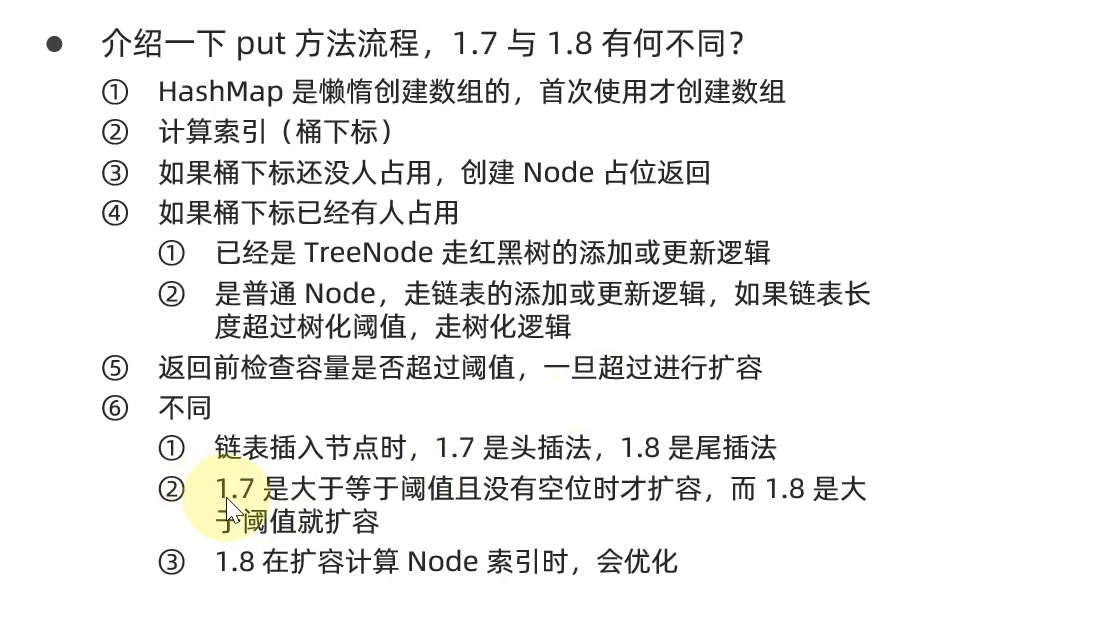 ● 介绍一下 put 方法流程，1.7 与 1.8 有何不同？
① HashMap 是懒惰创建数组的，首次使用才创建数组
② 计算索引（桶下标）
③ 如果桶下标还没人占用，创建 Node 占位返回
④ 如果桶下标已经有人占用
① 已经是 TreeNode 走红黑树的添加或更新逻辑
② 是普通 Node，走链表的添加或更新逻辑，如果链表长
度超过树化阈值，走树化逻辑
⑤ 返回前检查容量是否超过阈值，一旦超过进行扩容
⑥ 不同
① 链表插入节点时，1.7 是头插法，1.8 是尾插法
② 1.7 是大于等于阈值且没有空位时才扩容，而 1.8 是大
于阈值就扩容
③ 1.8 在扩容计算 Node 索引时，会优化